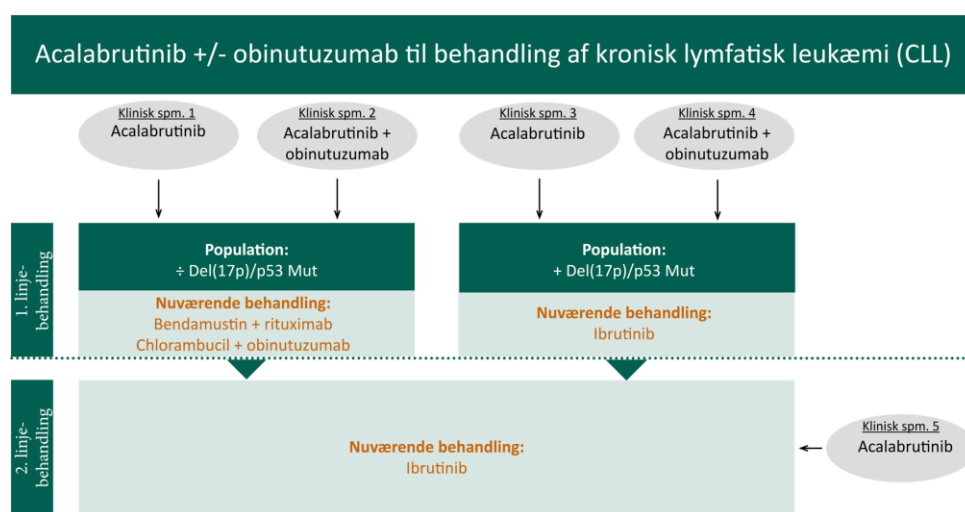 Acalabrutinib +/- obinutuzumab til behandling af kronisk lymfatisk leukæmi (CLL)
Klinisk spm. 1
Acalabrutinib
Klinisk spm. 2
Acalabrutinib +
obinutuzumab
Klinisk spm. 3
Acalabrutinib
Klinisk spm. 4
Acalabrutinib +
obinutuzumab
1. linje-
behandling
Population:
÷ Del(17p)/p53 Mut
Nuværende behandling:
Bendamustin + rituximab
Chlorambucil + obinutuzumab
Population:
+ Del(17p)/p53 Mut
Nuværende behandling:
Ibrutinib
2. linje-
behandling
Nuværende behandling:
Ibrutinib
Klinisk spm. 5
Acalabrutinib